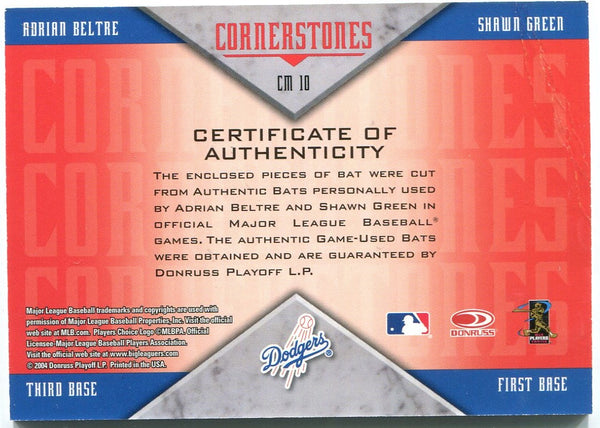 ADRIAN BELTRE
CORNERSTONES
SHAWN GREEN
CM 10
CORNERSTONES
CORNERSTONES
CORNERSTONES
CERTIFICATE OF
AUTHENTICITY
THE ENCLOSED PIECES OF BAT WERE CUT
FROM AUTHENTIC BATS PERSONALLY USED
BY ADRIAN BELTRE AND SHAWN GREEN IN
OFFICIAL MAJOR LEAGUE BASEBALL®
GAMES. THE AUTHENTIC GAME-USED BATS
WERE OBTAINED AND ARE GUARANTEED BY
DONRUSS PLAYOFF L.P.
Major League Baseball trademarks and copyrights are used with
permission of Major League Baseball Properties, Inc. Visit the official
web site at MLB.com. Players Choice Logo ©MLBPA. Official
Licensee-Major League Baseball Players Association.
Visit the official web site at www.bigleaguers.com
© 2004 Donruss Playoff L.P. Printed in the USA.
Dodgers®
DONRUSS
PLAYERS
THIRD BASE
FIRST BASE